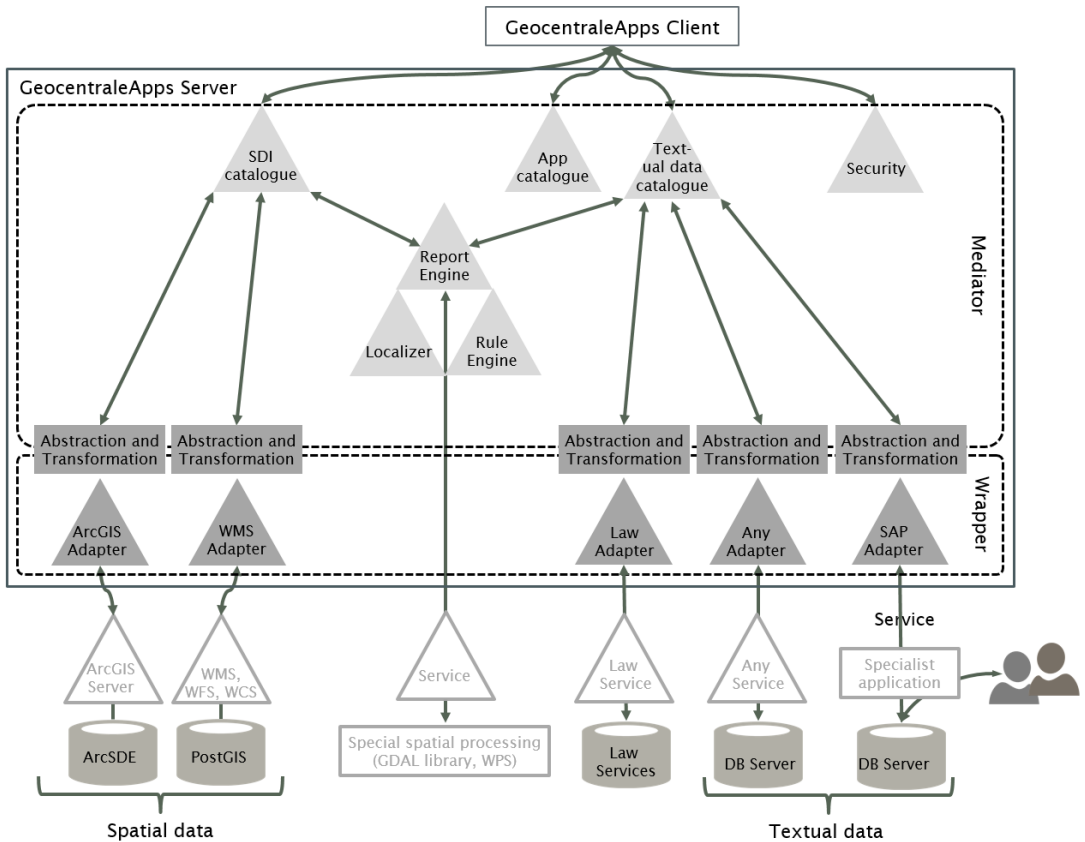 GeocentraleApps Client
GeocentraleApps Server
SDI
catalogue
App
catalogue
Text-
ual data
catalogue
Security
Report
Engine
Localizer
Rule
Engine
Mediator
Abstraction and
Transformation
Abstraction and
Transformation
Abstraction and
Transformation
Abstraction and
Transformation
Abstraction and
Transformation
Wrapper
ArcGIS
Adapter
WMS
Adapter
Law
Adapter
Any
Adapter
SAP
Adapter
Service
ArcGIS
Server
WMS,
WFS, WCS
Service
Law
Service
Any
Service
Specialist
application
ArcSDE
PostGIS
Special spatial processing
(GDAL library, WPS)
Law
Services
DB Server
DB Server
Spatial data
Textual data